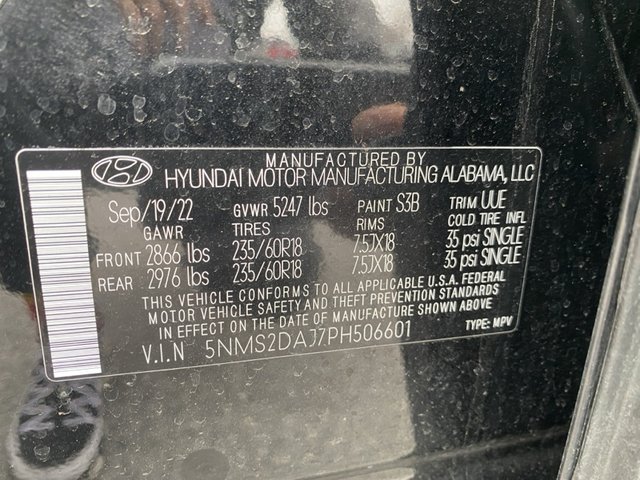 MANUFACTURED BY
HYUNDAI MOTOR MANUFACTURING ALABAMA, LLC
Sep/19/22 GVWR 5247 lbs PAINT S3B TRIM UUE
GAWR TIRES RIMS COLD TIRE INFL
FRONT 2866 lbs 235/60R18 7.5JX18 35 psi SINGLE
REAR 2976 lbs 235/60R18 7.5JX18 35 psi SINGLE
THIS VEHICLE CONFORMS TO ALL APPLICABLE U.S.A. FEDERAL
MOTOR VEHICLE SAFETY AND THEFT PREVENTION STANDARDS
IN EFFECT ON THE DATE OF MANUFACTURE SHOWN ABOVE
V.I.N 5NMS2DAJ7PH506601 TYPE: MPV